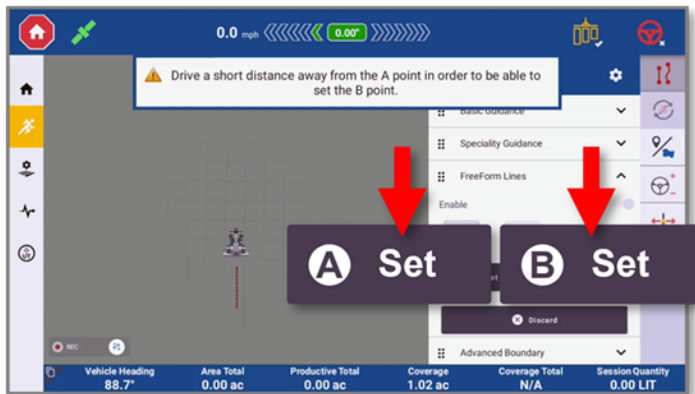 0.0 mph
0.00"
Drive a short distance away from the A point in order to be able to
set the B point.
Basic Guidance
Speciality Guidance
FreeForm Lines
Enable
A Set
B Set
Discard
REC
Advanced Boundary
Vehicle Heading
88.7°
Area Total
0.00 ac
Productive Total
0.00 ac
Coverage
1.02 ac
Coverage Total
N/A
Session Quantity
0.00 LIT